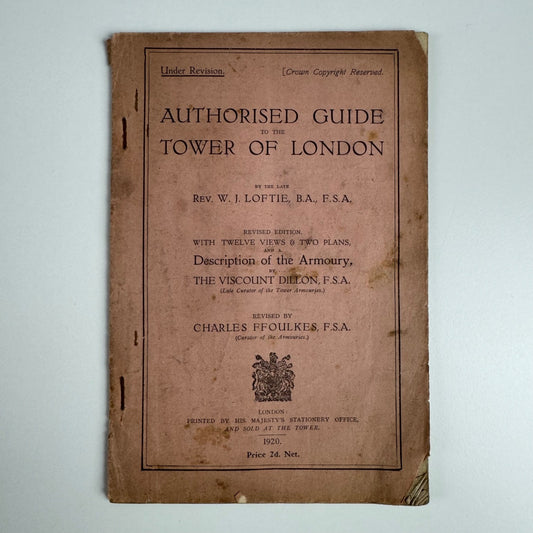 Under Revision.
[Crown Copyright Reserved.
AUTHORISED GUIDE
TO THE
TOWER OF LONDON
BY THE LATE
REV. W. J. LOFTIE, B.A., F.S.A.
REVISED EDITION.
WITH TWELVE VIEWS & TWO PLANS,
AND A
Description of the Armoury,
BY
THE VISCOUNT DILLON, F.S.A.
(Late Curator of the Tower Armouries.)
REVISED BY
CHARLES FFOULKES, F.S.A.
(Curator of the Armouries.)
LONDON:
PRINTED BY HIS MAJESTY'S STATIONERY OFFICE,
AND SOLD AT THE TOWER.
1920.
Price 2d. Net.